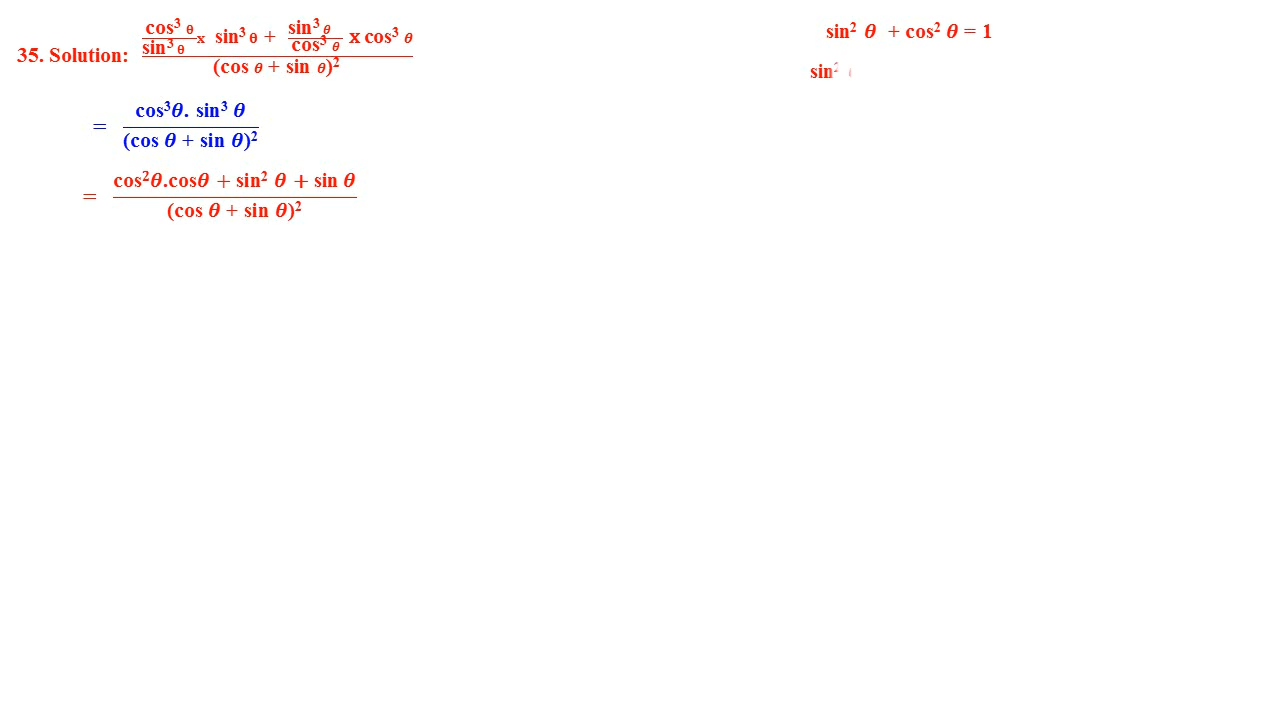 35. Solution: (cos³ θ / sin³ θ x sin³ θ + sin³ θ / cos³ θ x cos³ θ) / (cos θ + sin θ)²
= cos³θ. sin³ θ / (cos θ + sin θ)²
= cos²θ.cosθ + sin² θ + sin θ / (cos θ + sin θ)²
sin² θ + cos² θ = 1
sin²